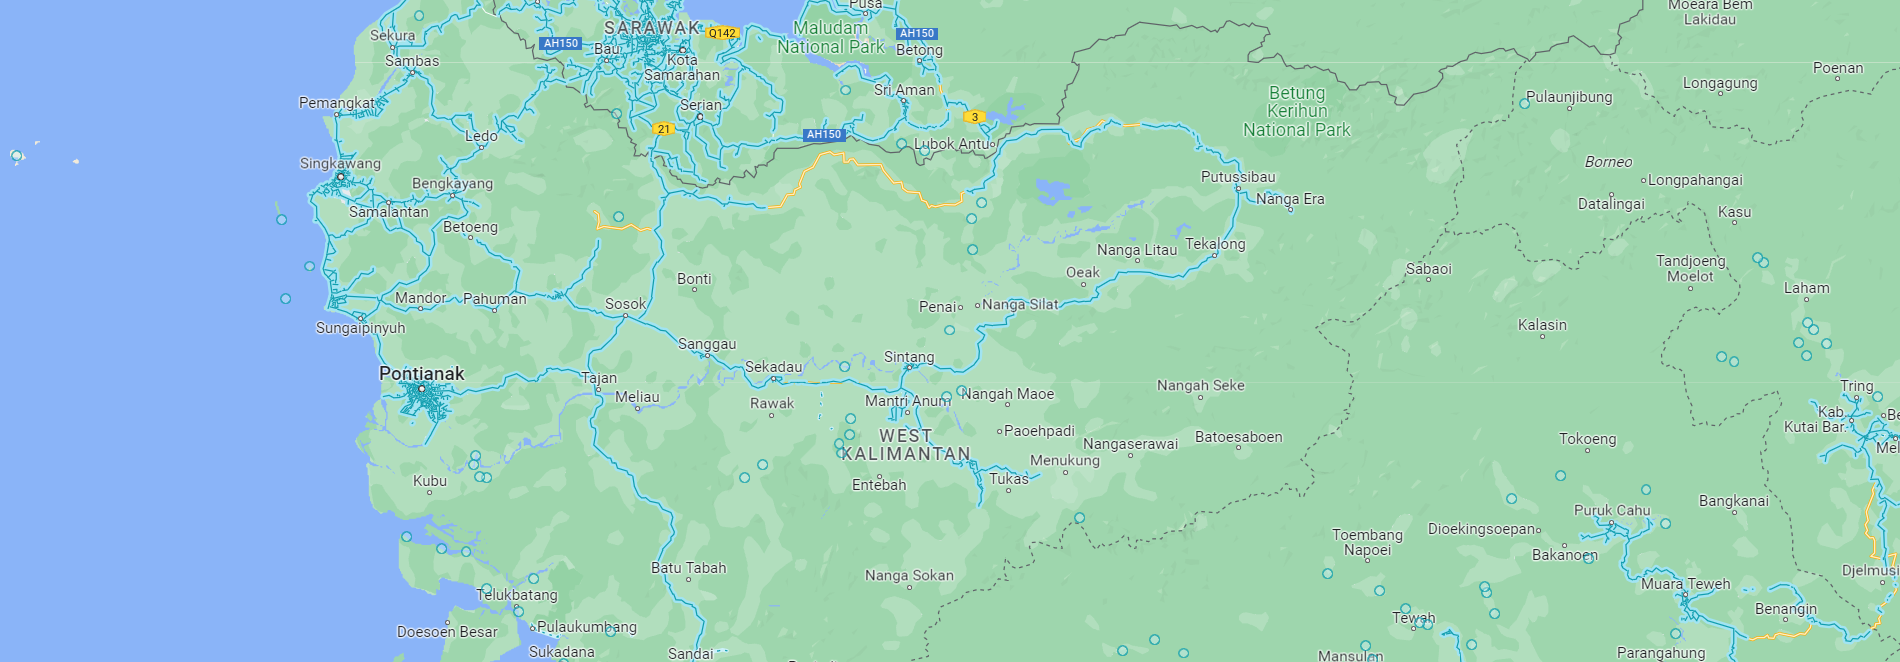 Pusa
Moeara Bem
Lakidau
SARAWAK
Q142
Maludam
National Park
AH150
Sekura
AH150
Bau
Betong
Kota
Samarahan
Sambas
Poenan
Longagung
Sri Aman
Betung
Kerihun
National Park
Pulaunjibung
Pemangkat
Serian
3
21
AH150
Ledo
Lubok Antu
Singkawang
Borneo
Bengkayang
Putussibau
Longpahangai
Nanga Era
Datalingai
Samalantan
Kasu
Betoeng
Tekalong
Nanga Litau
Tandjoeng
Moelot
Oeak
Sabaoi
Bonti
Laham
Mandor
Pahuman
Sosok
Penai
Nanga Silat
Sungaipinyuh
Kalasin
Sanggau
Sintang
Sekadau
Pontianak
Tajan
Nangah Seke
Tring
Meliau
Nangah Maoe
Rawak
Mantri Anum
Kab.
Kutai Bar.
Be
WEST
KALIMANTAN
Paoehpadi
Nangaserawai
Batoesaboen
Tokoeng
Mel
Menukung
Kubu
Entebah
Tukas
Bangkanai
Puruk Cahu
Dioekingsoepan
Toembang
Napoei
Bakanoen
Batu Tabah
Nanga Sokan
Djelmusi
Muara Teweh
Telukbatang
Benangin
Tewah
Doesoen Besar
Pulaukumbang
Sukadana
Sandai
Mansulan
Parangahung